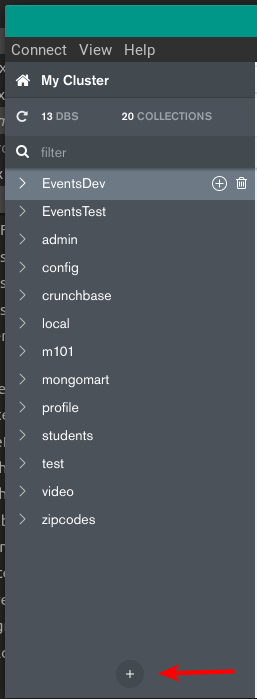 Connect View Help
My Cluster
13 DBS 20 COLLECTIONS
filter
EventsDev
EventsTest
admin
config
crunchbase
local
m101
mongomart
profile
students
test
video
zipcodes